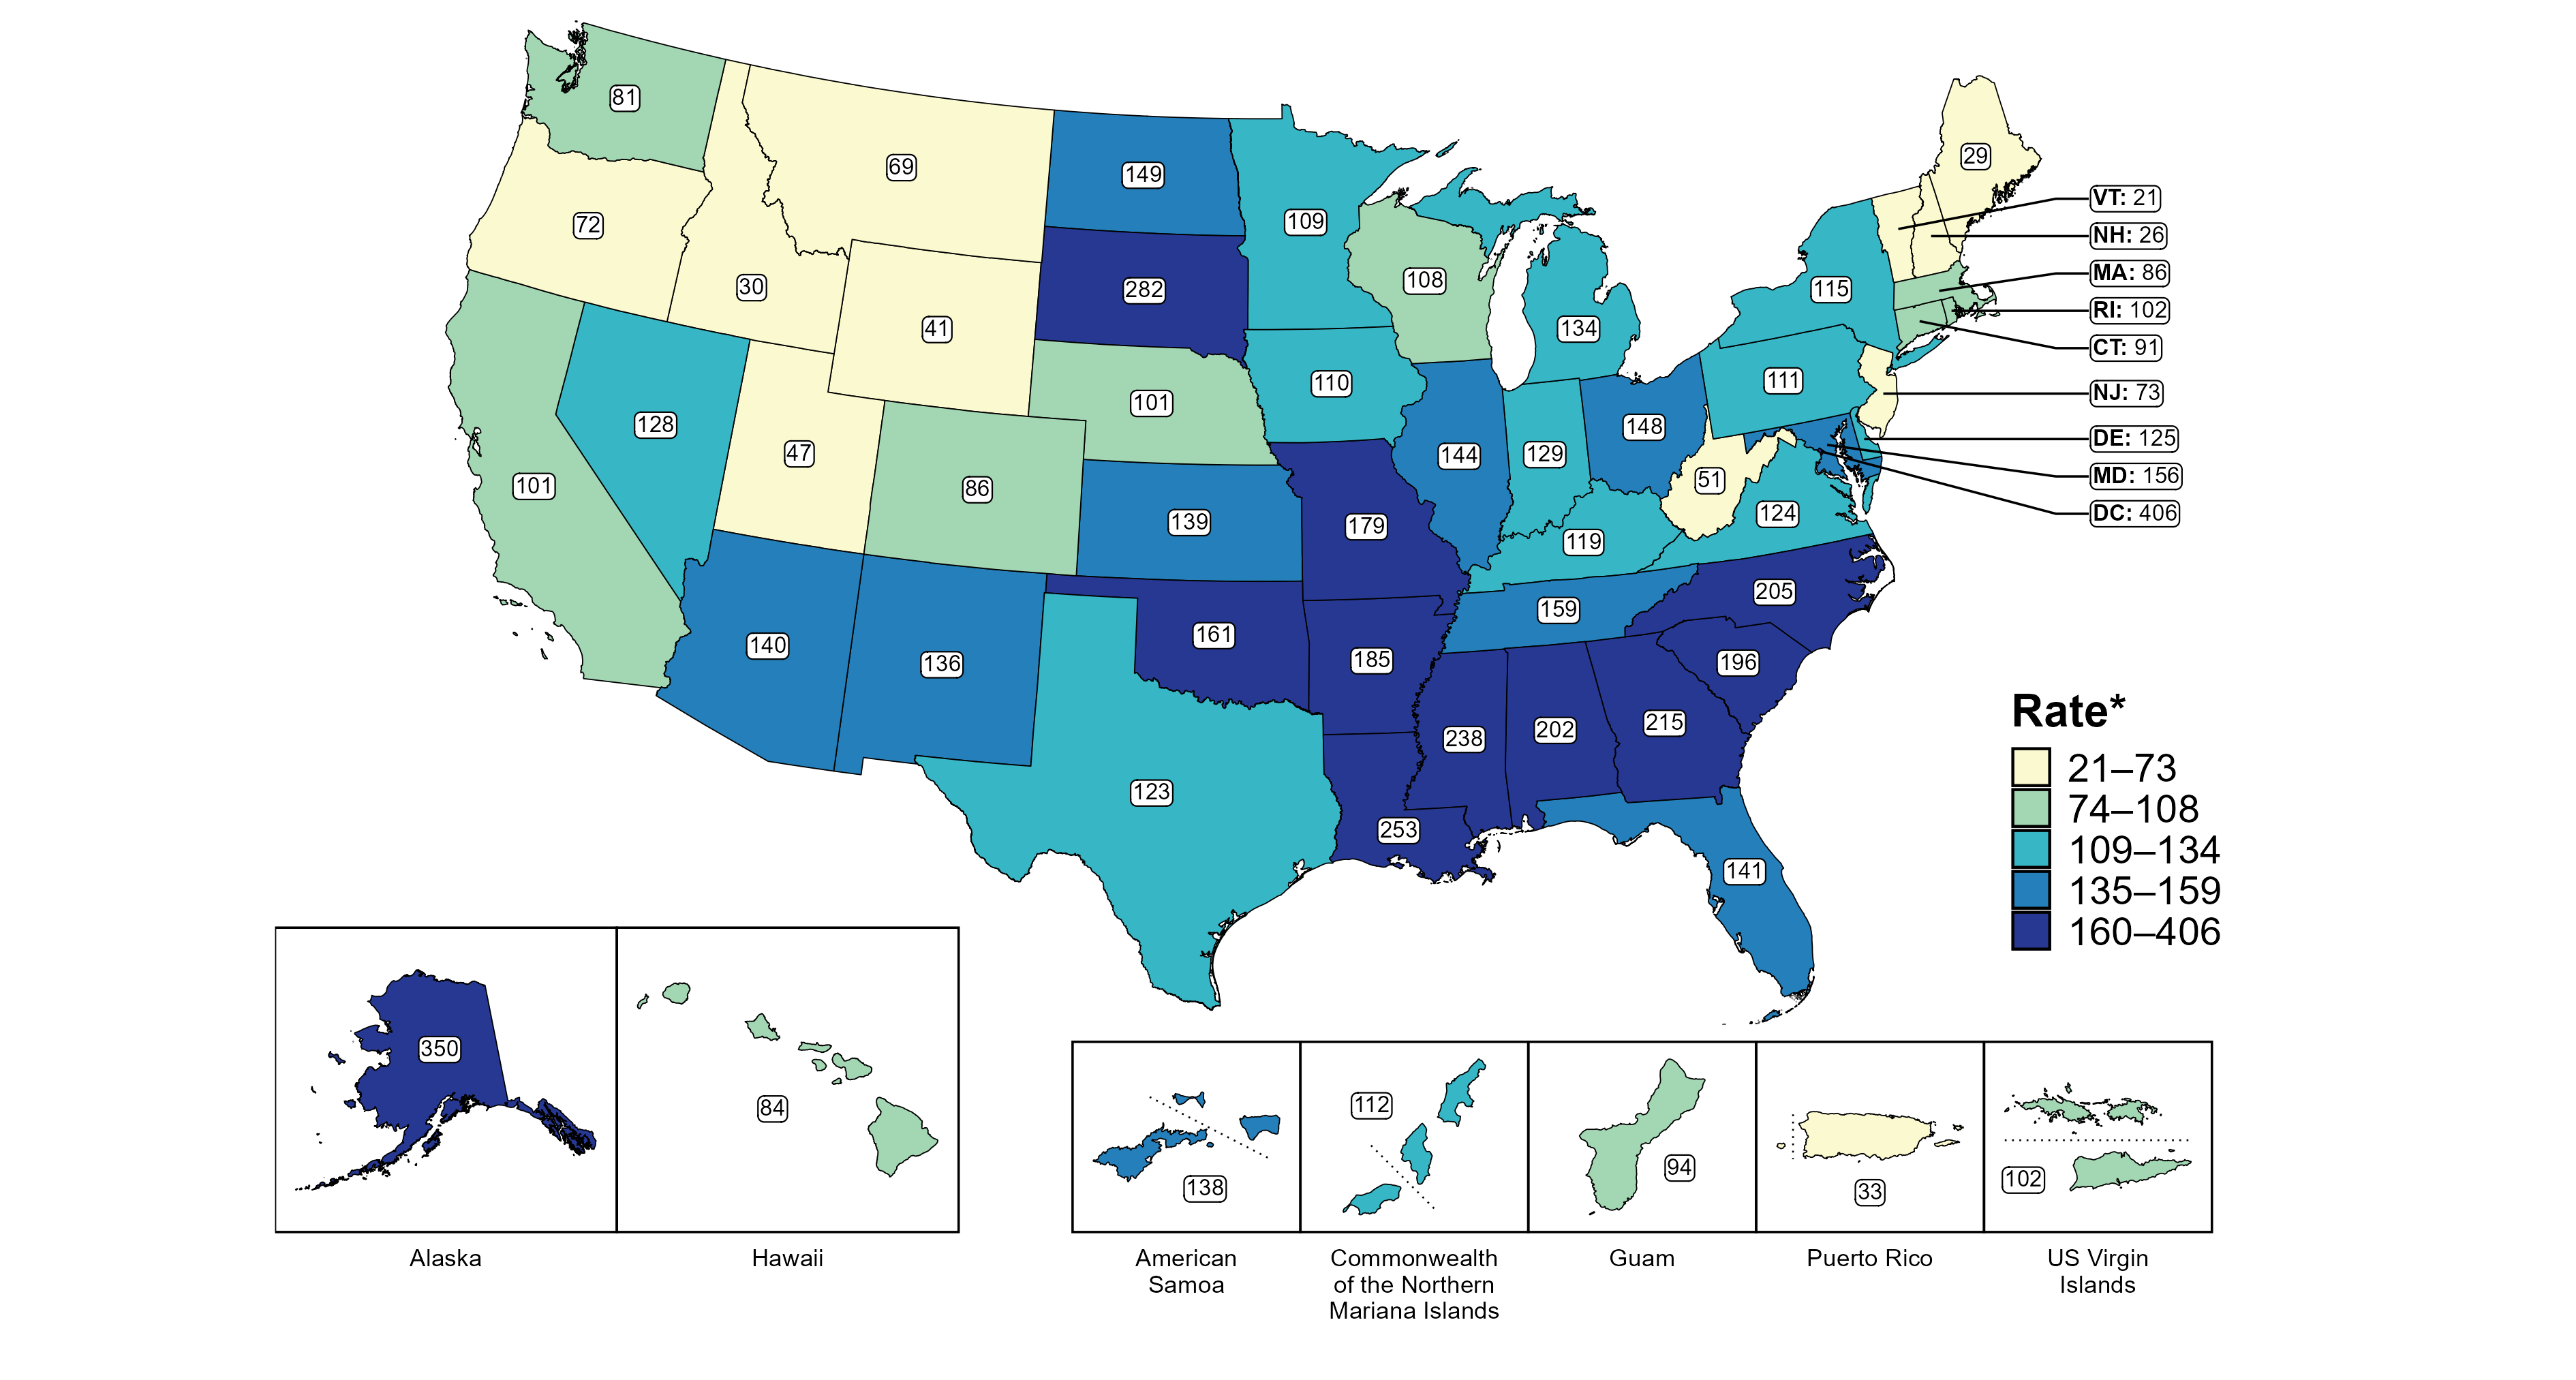 81
69
72
30
41
149
282
109
108
134
29
VT: 21
NH: 26
MA: 86
RI: 102
CT: 91
NJ: 73
DE: 125
MD: 156
DC: 406
115
111
128
47
86
101
101
110
144
129
148
51
124
139
179
119
159
205
140
136
161
185
196
238
202
215
123
253
141
Rate*
21–73
74–108
109–134
135–159
160–406
350
84
138
112
94
33
102
Alaska
Hawaii
American
Samoa
Commonwealth
of the Northern
Mariana Islands
Guam
Puerto Rico
US Virgin
Islands